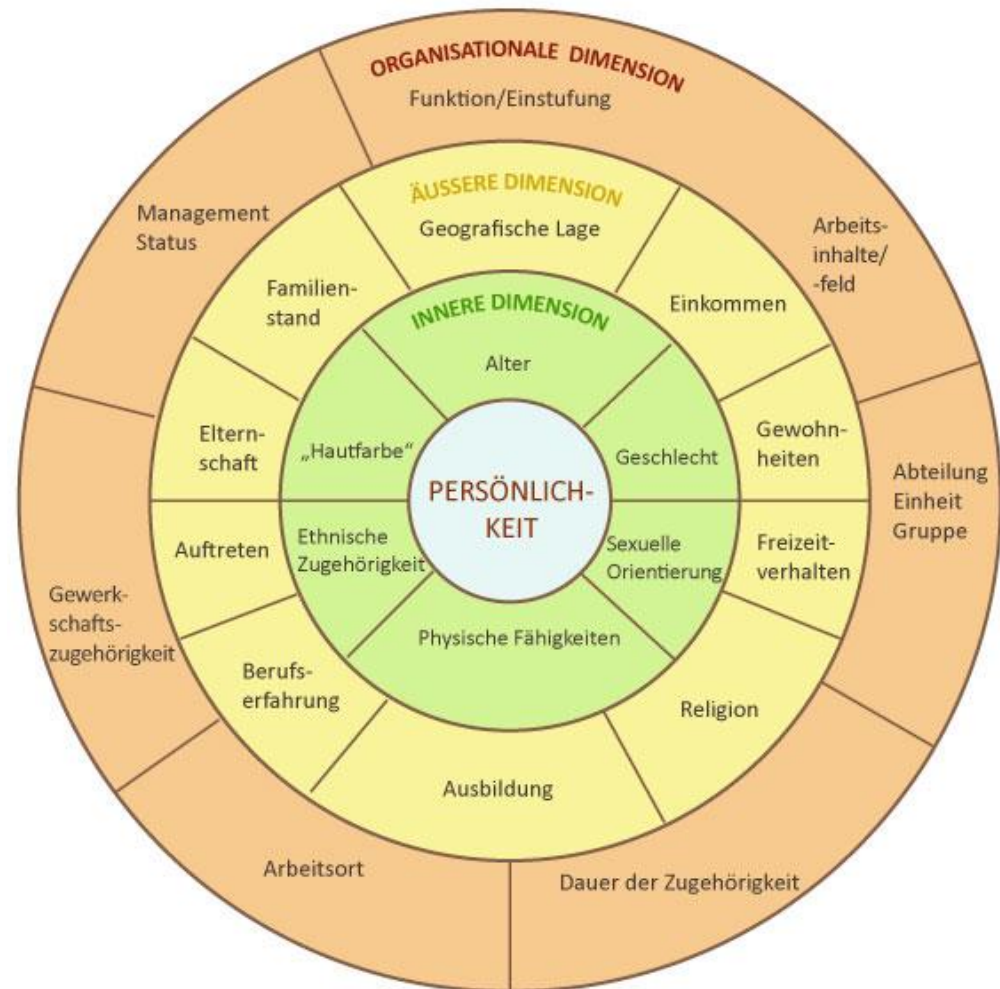 ORGANISATIONALE DIMENSION
Funktion/Einstufung
Arbeits-
inhalte/
-feld
Abteilung
Einheit
Gruppe
Dauer der Zugehörigkeit
Arbeitsort
Gewerk-
schafts-
zugehörigkeit
Management
Status
ÄUSSERE DIMENSION
Geografische Lage
Einkommen
Gewohn-
heiten
Freizeit-
verhalten
Religion
Ausbildung
Berufs-
erfahrung
Auftreten
Eltern-
schaft
Familien-
stand
INNERE DIMENSION
Alter
Geschlecht
Sexuelle
Orientierung
Physische Fähigkeiten
Ethnische
Zugehörigkeit
„Hautfarbe“
PERSÖNLICH-
KEIT